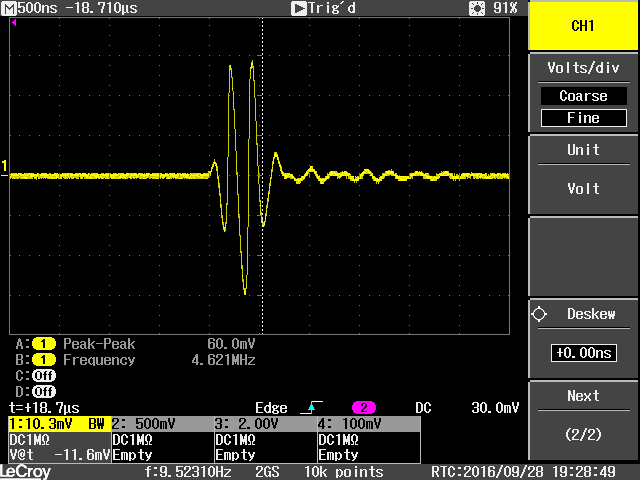 M 500ns -18.710μs Trig'd 91%
CH1
Volts/div
Coarse
Fine
1
Unit
Volt
Deskew
+0.00ns
A: 1 Peak-Peak 60.0mV
B: 1 Frequency 4.621MHz
C: Off
D: Off
t=+18.7μs Edge 2 DC 30.0mV
Next
(2/2)
1:10.3mV BW 2: 500mV 3: 2.00V 4: 100mV
DC1MΩ DC1MΩ DC1MΩ DC1MΩ
V@t -11.6mV Empty Empty Empty
LeCroy f:9.52310Hz 2GS 10k points RTC:2016/09/28 19:28:49